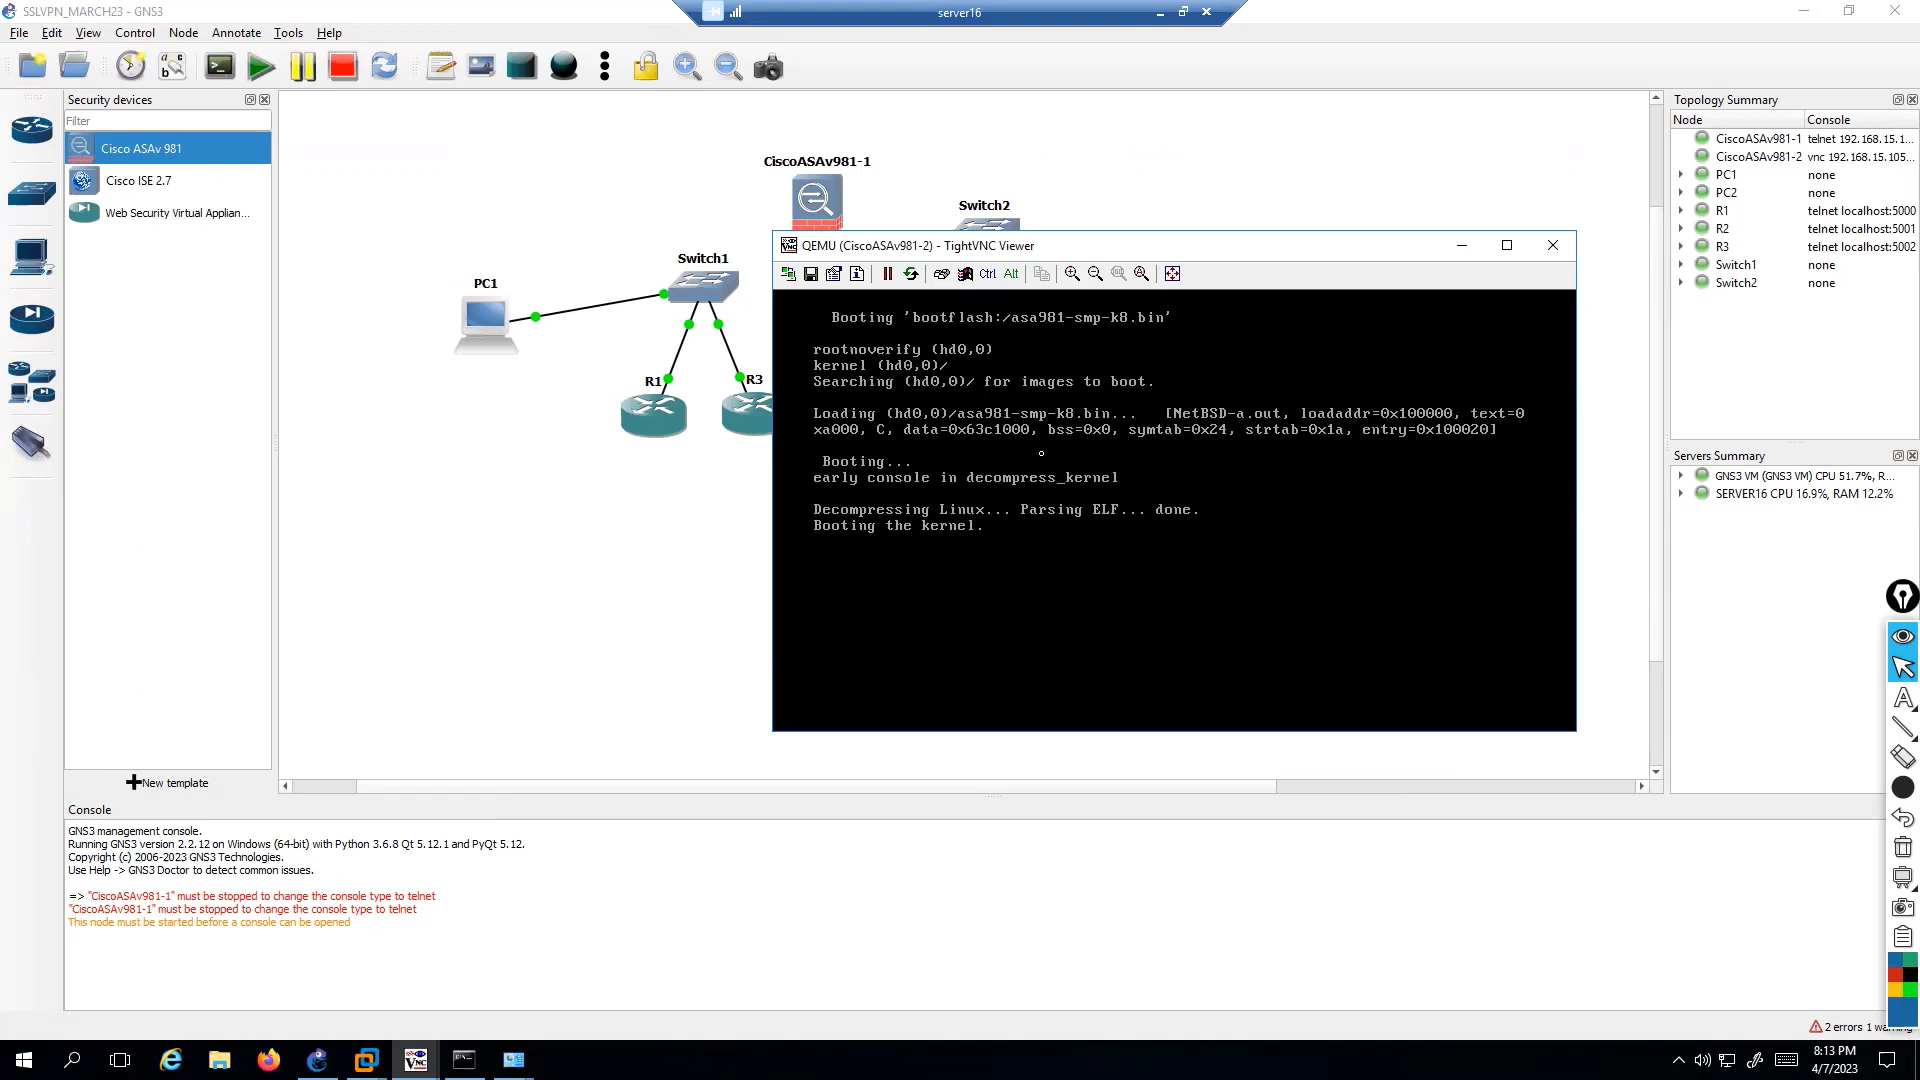 SSLVPN_MARCH23 - GNS3
server16
File Edit View Control Node Annotate Tools Help
Security devices
Filter
Cisco ASAv 981
Cisco ISE 2.7
Web Security Virtual Applian...
New template
CiscoASAv981-1
Switch2
Switch1
PC1
R1
R3
QEMU (CiscoASAv981-2) - TightVNC Viewer
Ctrl Alt
Booting 'bootflash:/asa981-smp-k8.bin'
rootnoverify (hd0,0)
kernel (hd0,0)/
Searching (hd0,0)/ for images to boot.
Loading (hd0,0)/asa981-smp-k8.bin... [NetBSD-a.out, loadaddr=0x100000, text=0
xa000, C, data=0x63c1000, bss=0x0, symtab=0x24, strtab=0x1a, entry=0x100020]
Booting...
early console in decompress_kernel
Decompressing Linux... Parsing ELF... done.
Booting the kernel.
Topology Summary
Node Console
CiscoASAv981-1 telnet 192.168.15.1...
CiscoASAv981-2 vnc 192.168.15.105...
PC1 none
PC2 none
R1 telnet localhost:5000
R2 telnet localhost:5001
R3 telnet localhost:5002
Switch1 none
Switch2 none
Servers Summary
GNS3 VM (GNS3 VM) CPU 51.7%, R...
SERVER16 CPU 16.9%, RAM 12.2%
Console
GNS3 management console.
Running GNS3 version 2.2.12 on Windows (64-bit) with Python 3.6.8 Qt 5.12.1 and PyQt 5.12.
Copyright (c) 2006-2023 GNS3 Technologies.
Use Help -> GNS3 Doctor to detect common issues.
=> "CiscoASAv981-1" must be stopped to change the console type to telnet
"CiscoASAv981-1" must be stopped to change the console type to telnet
This node must be started before a console can be opened
2 errors 1
8:13 PM
4/7/2023